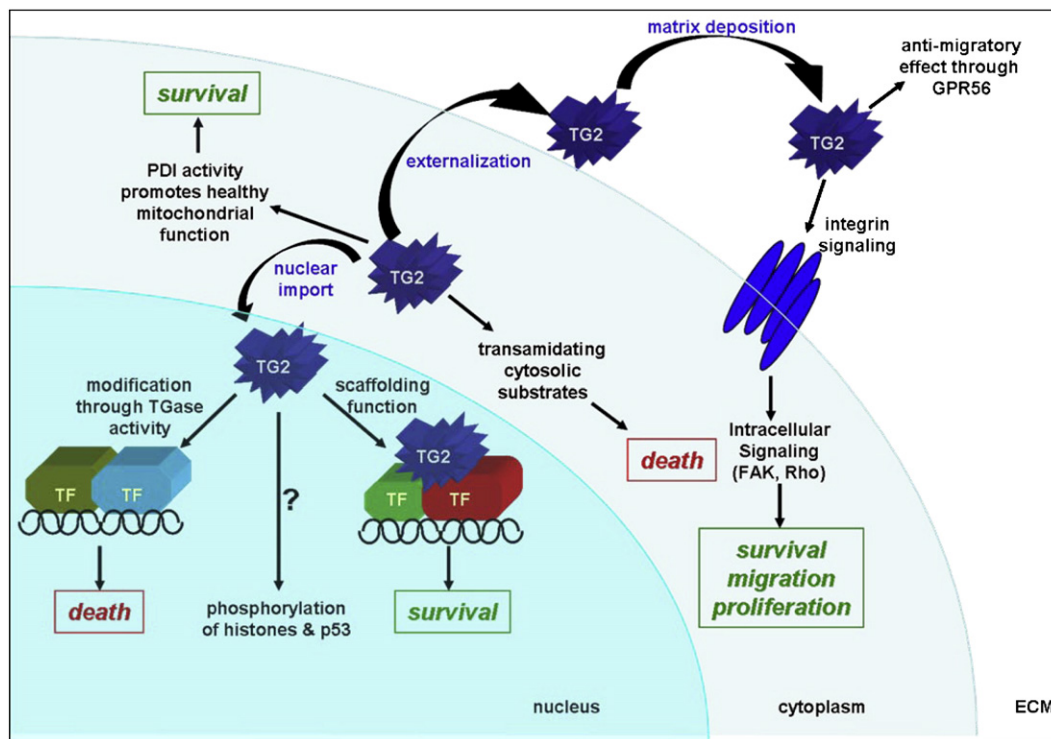 matrix deposition
anti-migratory
effect through
GPR56
TG2
TG2
survival
externalization
PDI activity
promotes healthy
mitochondrial
function
integrin
signaling
nuclear
import
TG2
TG2
transamidating
cytosolic
substrates
modification
through TGase
activity
scaffolding
function
TG2
TF
TF
?
TF
TF
death
Intracellular
Signaling
(FAK, Rho)
survival
migration
proliferation
death
phosphorylation
of histones & p53
survival
nucleus
cytoplasm
ECM